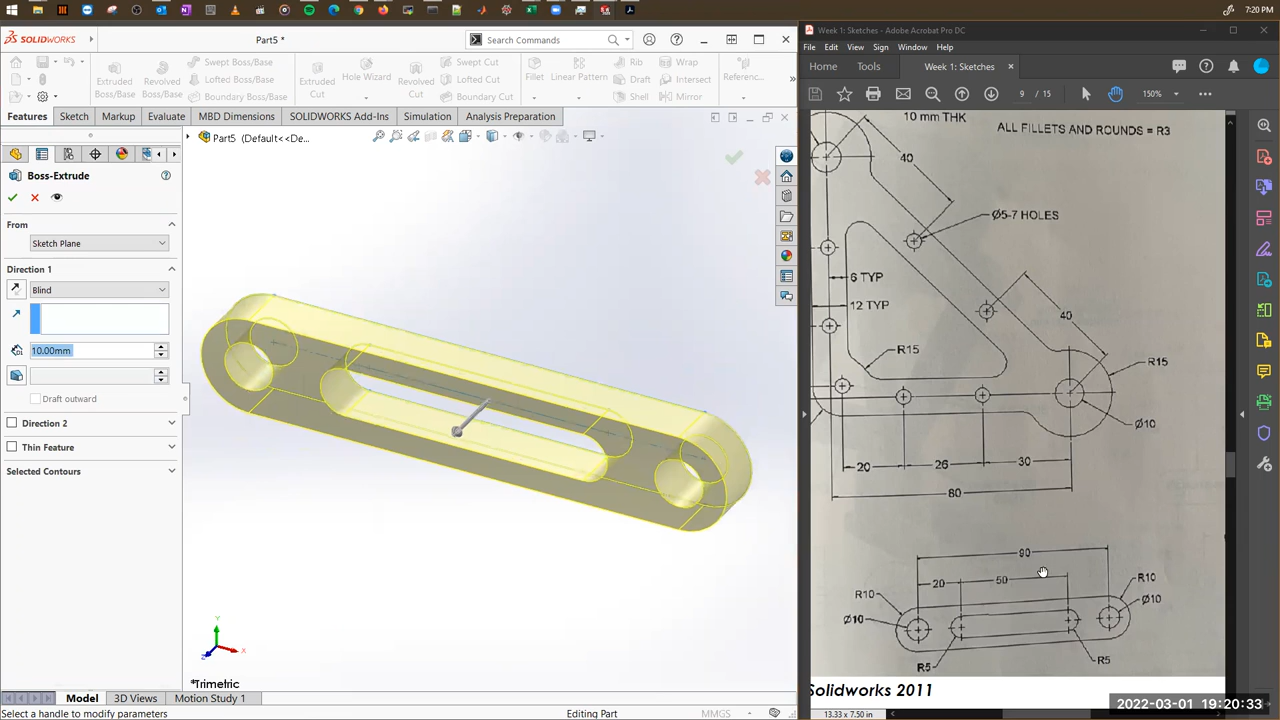 7:20 PM
SOLIDWORKS
Part5 *
Search Commands
Extruded Boss/Base
Revolved Boss/Base
Swept Boss/Base
Lofted Boss/Base
Boundary Boss/Base
Extruded Cut
Hole Wizard
Revolved Cut
Swept Cut
Lofted Cut
Boundary Cut
Fillet
Linear Pattern
Rib
Draft
Shell
Wrap
Intersect
Mirror
Referenc...
Features
Sketch
Markup
Evaluate
MBD Dimensions
SOLIDWORKS Add-Ins
Simulation
Analysis Preparation
Part5 (Default<<De...
Boss-Extrude
From
Sketch Plane
Direction 1
Blind
10.00mm
Draft outward
Direction 2
Thin Feature
Selected Contours
Y
X
Z
*Trimetric
Model
3D Views
Motion Study 1
Select a handle to modify parameters
Editing Part
MMGS
Week 1: Sketches - Adobe Acrobat Pro DC
File Edit View Sign Window Help
Home
Tools
Week 1: Sketches
9 / 15
150%
10 mm THK
ALL FILLETS AND ROUNDS = R3
40
Ø5-7 HOLES
6 TYP
12 TYP
40
R15
R15
Ø10
20
26
30
80
90
20
50
R10
R10
Ø10
Ø10
R5
R5
Solidworks 2011
2022-03-01 19:20:33
13.33 x 7.50 in